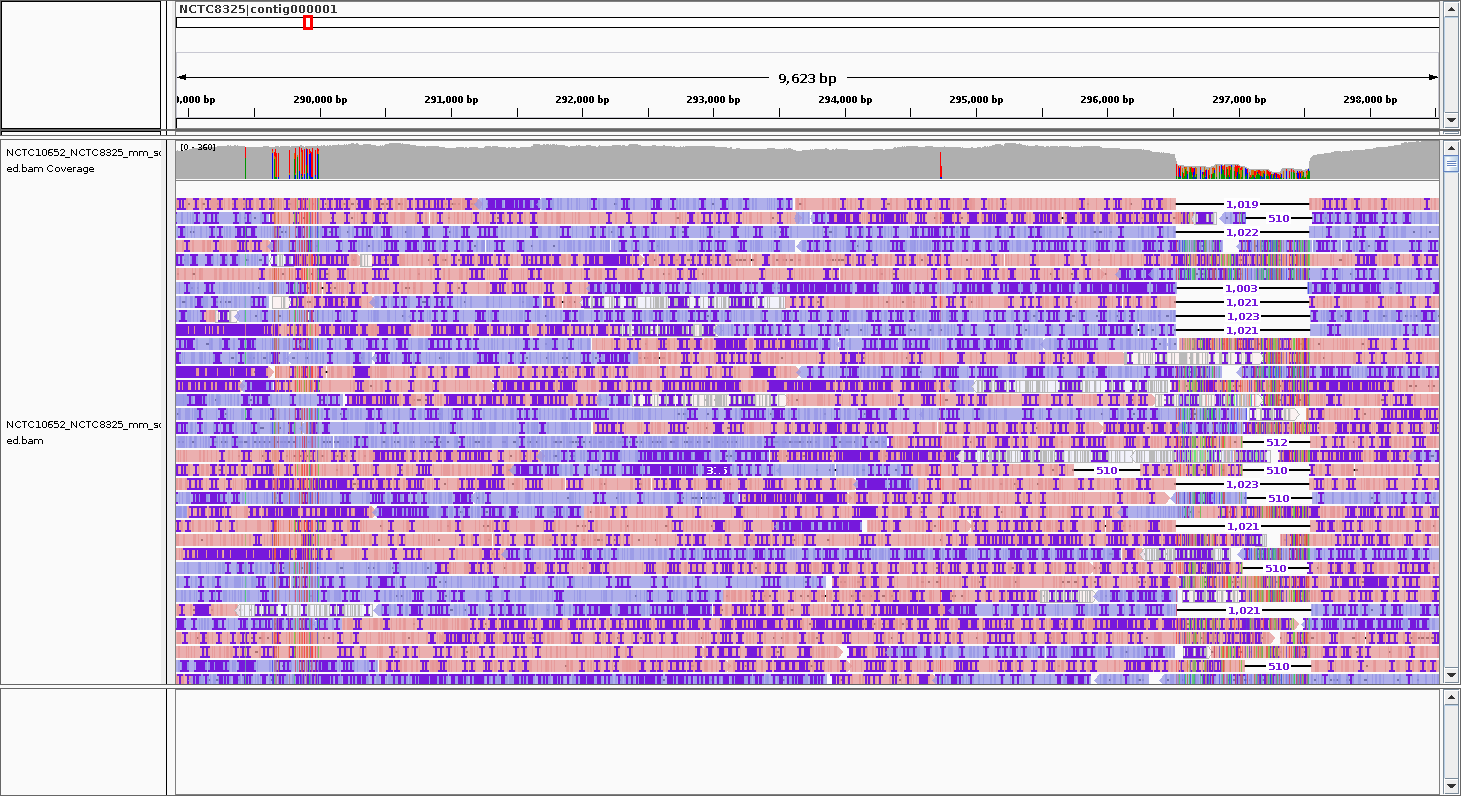 NCTC8325|contig000001
9,623 bp
,000 bp 290,000 bp 291,000 bp 292,000 bp 293,000 bp 294,000 bp 295,000 bp 296,000 bp 297,000 bp 298,000 bp
NCTC10652_NCTC8325_mm_so
ed.bam Coverage
[0 - 360]
1,019
510
1,022
1,003
1,021
1,023
1,021
NCTC10652_NCTC8325_mm_so
ed.bam
512
510 510
1,023
510
1,021
510
1,021
510